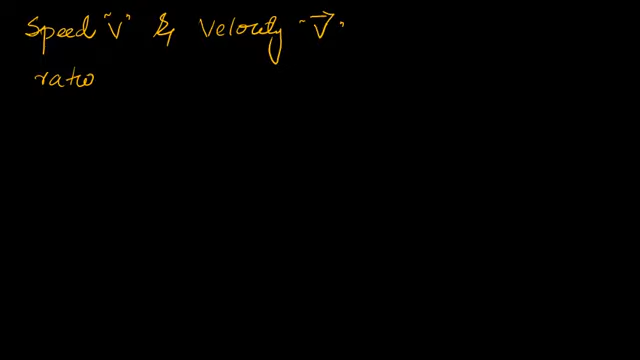 Speed "v" & Velocity "v⃗"
ratio